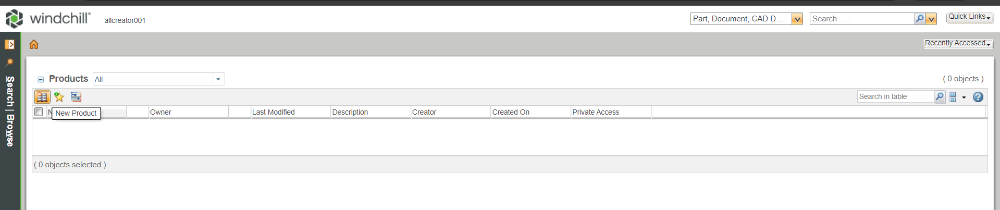 windchill® allcreator001 Part, Document, CAD D... Search . . . Quick Links
Recently Accessed
Search | Browse
Products All ( 0 objects )
Search in table
N Owner Last Modified Description Creator Created On Private Access
New Product
( 0 objects selected )